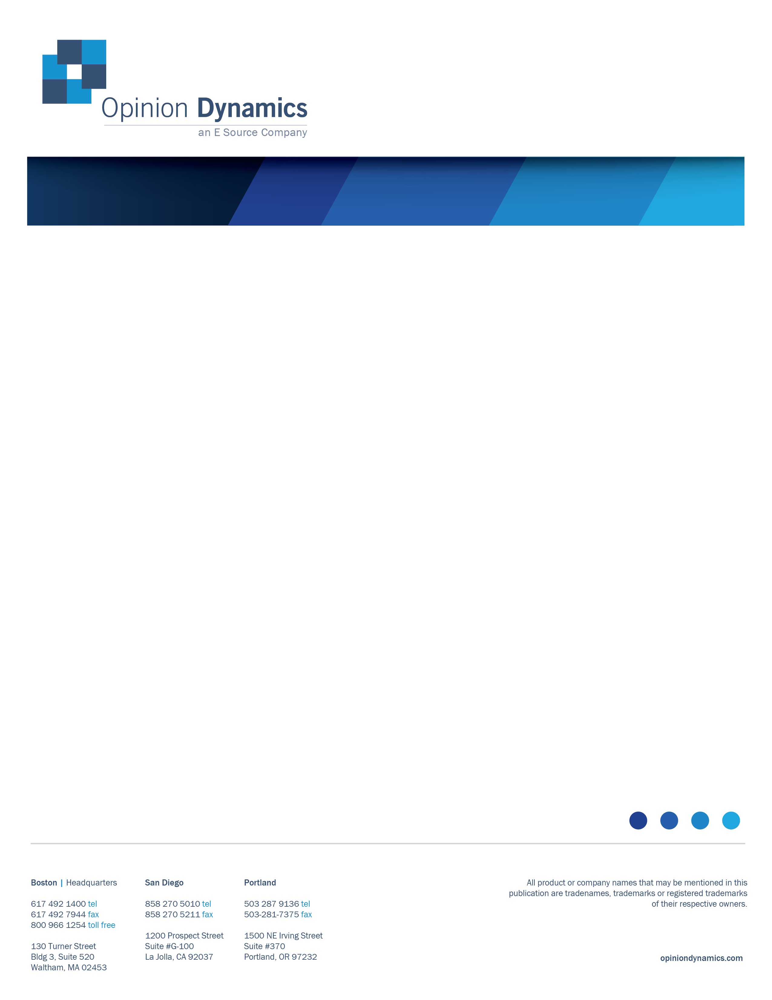 Opinion Dynamics
an E Source Company
Boston | Headquarters
617 492 1400 tel
617 492 7944 fax
800 966 1254 toll free
130 Turner Street
Bldg 3, Suite 520
Waltham, MA 02453
San Diego
858 270 5010 tel
858 270 5211 fax
1200 Prospect Street
Suite #G-100
La Jolla, CA 92037
Portland
503 287 9136 tel
503-281-7375 fax
1500 NE Irving Street
Suite #370
Portland, OR 97232
All product or company names that may be mentioned in this
publication are tradenames, trademarks or registered trademarks
of their respective owners.
opiniondynamics.com